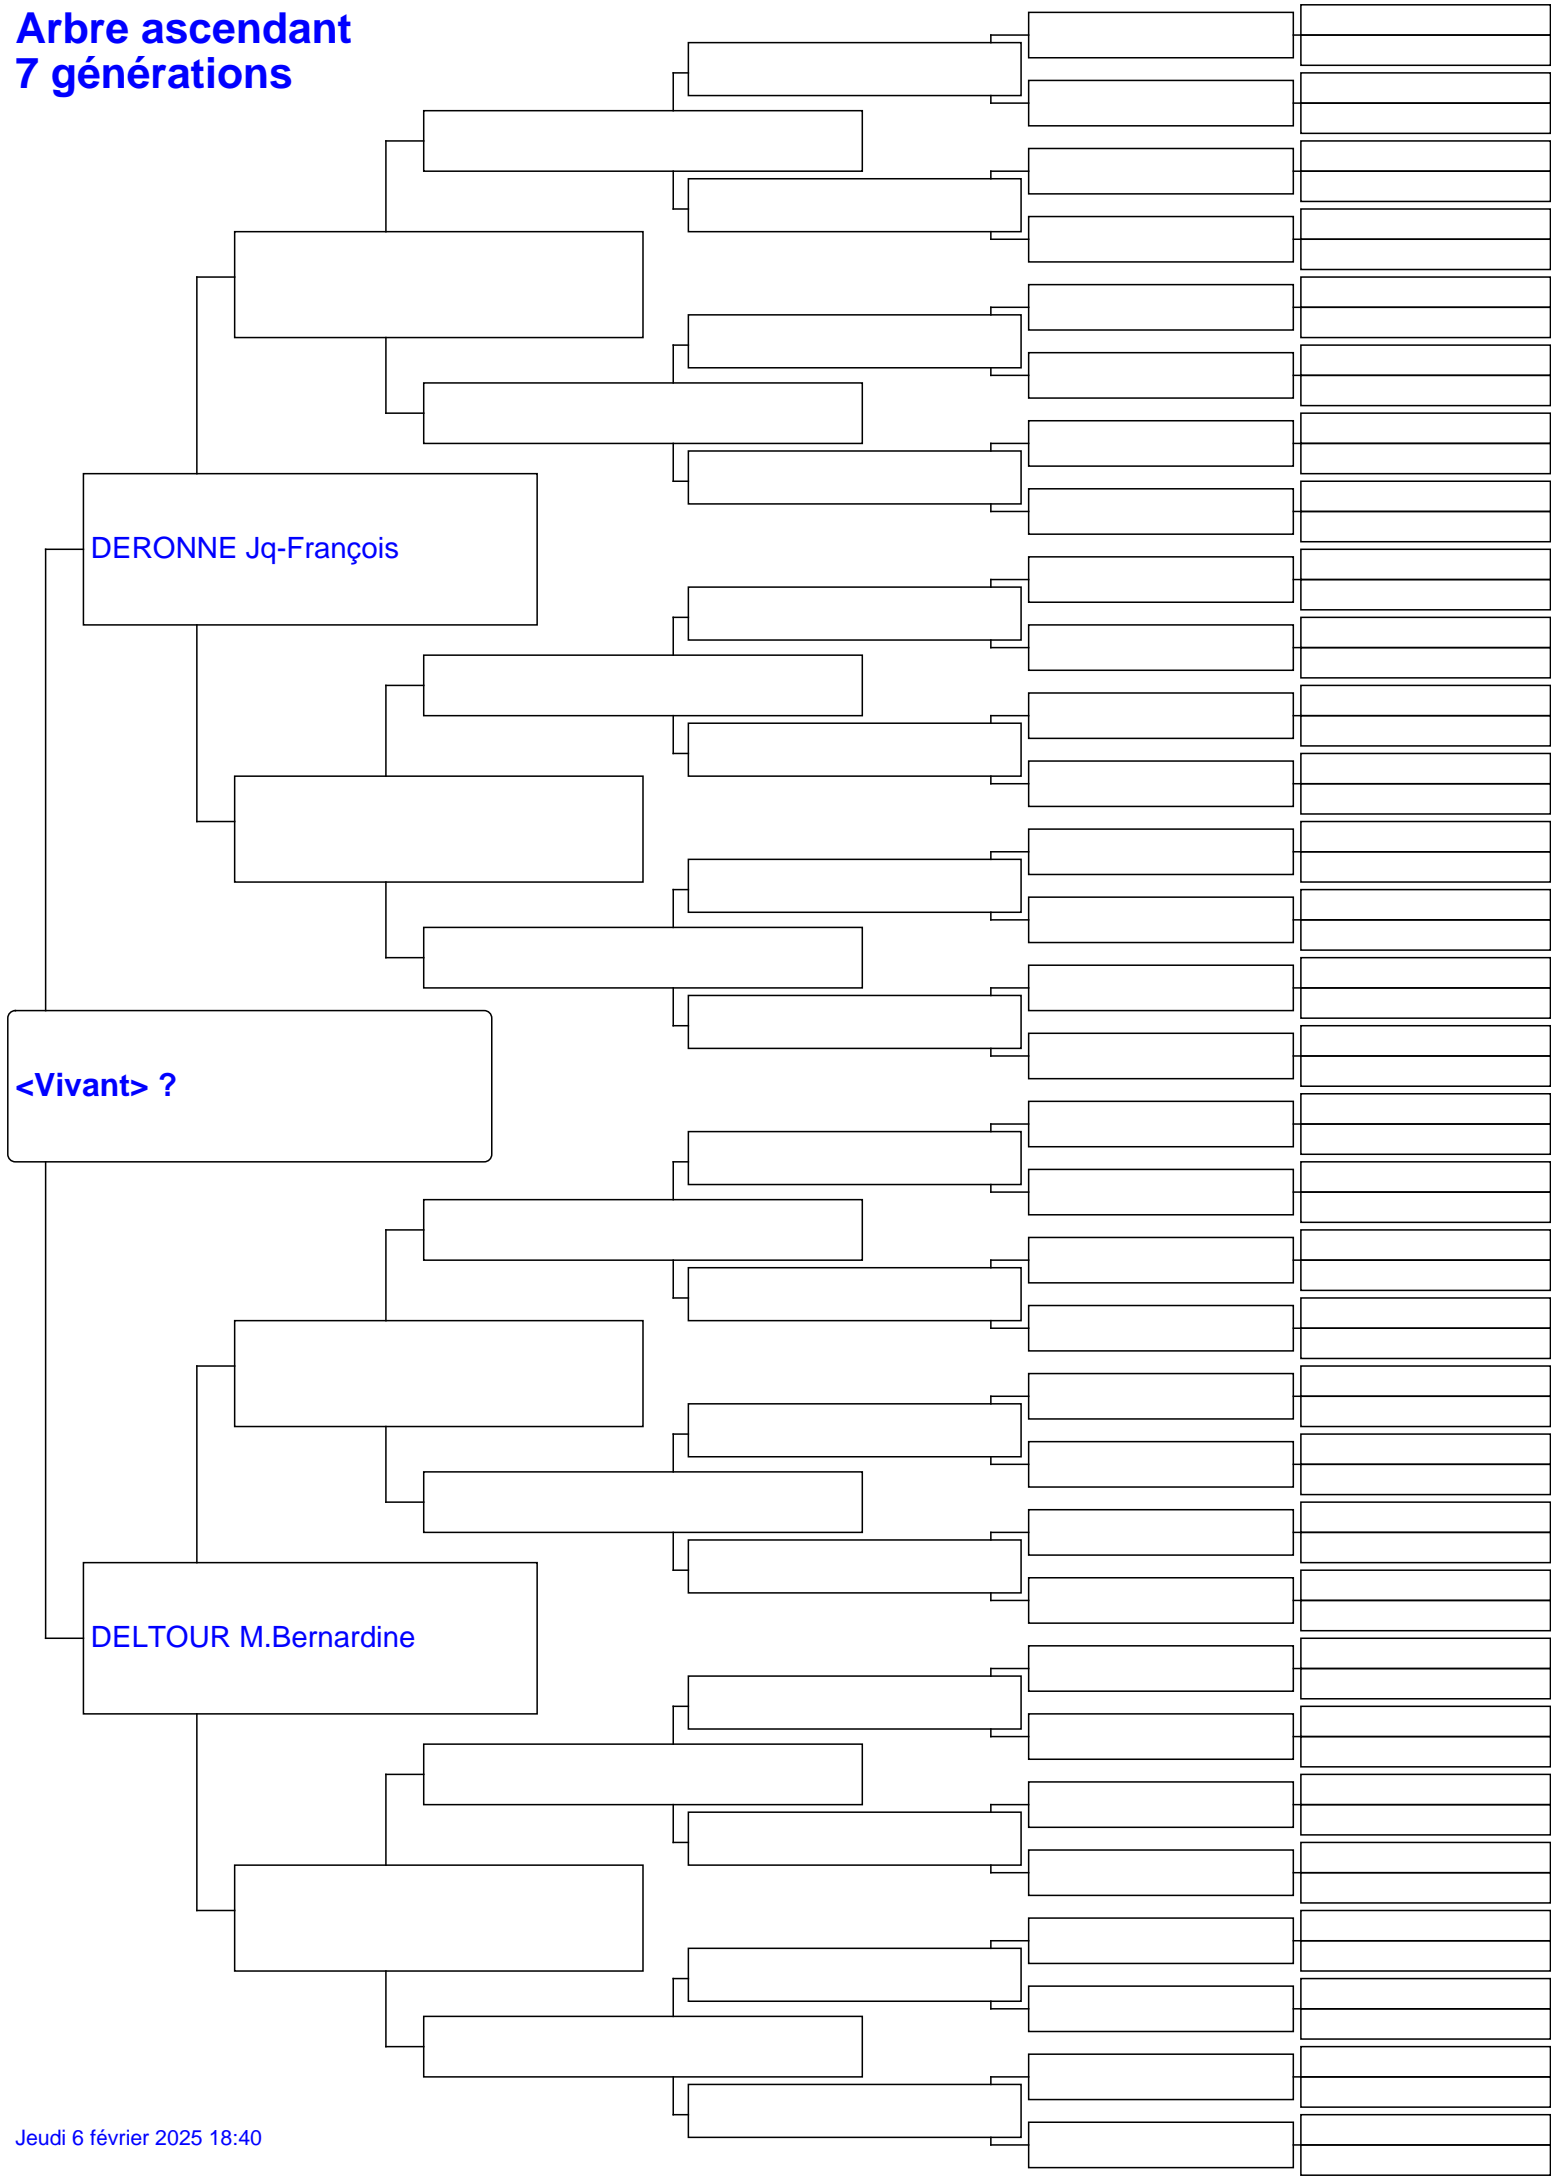 Arbre ascendant
7 générations
DERONNE Jq-François
<Vivant> ?
DELTOUR M.Bernardine
Jeudi 6 février 2025 18:40